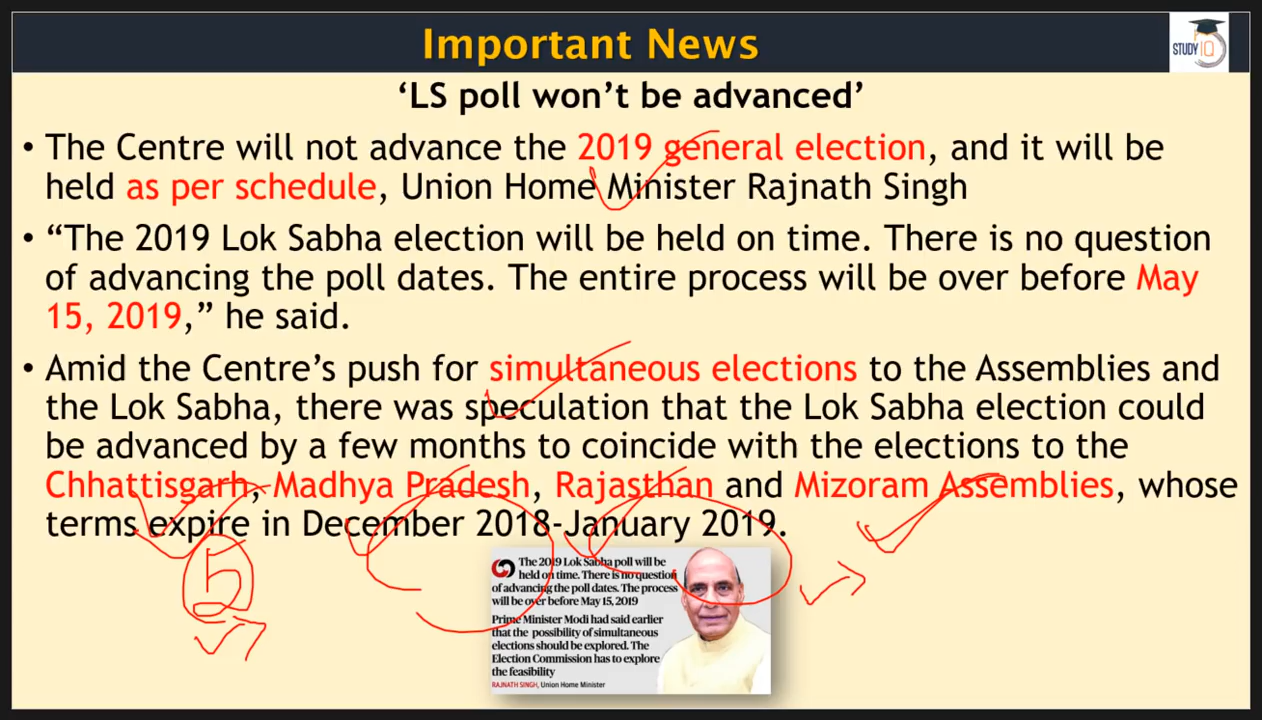 Important News
STUDY IQ
‘LS poll won’t be advanced’
• The Centre will not advance the 2019 general election, and it will be
held as per schedule, Union Home Minister Rajnath Singh
• “The 2019 Lok Sabha election will be held on time. There is no question
of advancing the poll dates. The entire process will be over before May
15, 2019,” he said.
• Amid the Centre’s push for simultaneous elections to the Assemblies and
the Lok Sabha, there was speculation that the Lok Sabha election could
be advanced by a few months to coincide with the elections to the
Chhattisgarh, Madhya Pradesh, Rajasthan and Mizoram Assemblies, whose
terms expire in December 2018-January 2019.
5
The 2019 Lok Sabha poll will be
held on time. There is no question
of advancing the poll dates. The process
will be over before May 15, 2019
Prime Minister Modi had said earlier
that the possibility of simultaneous
elections should be explored. The
Election Commission has to explore
the feasibility
RAJNATH SINGH, Union Home Minister